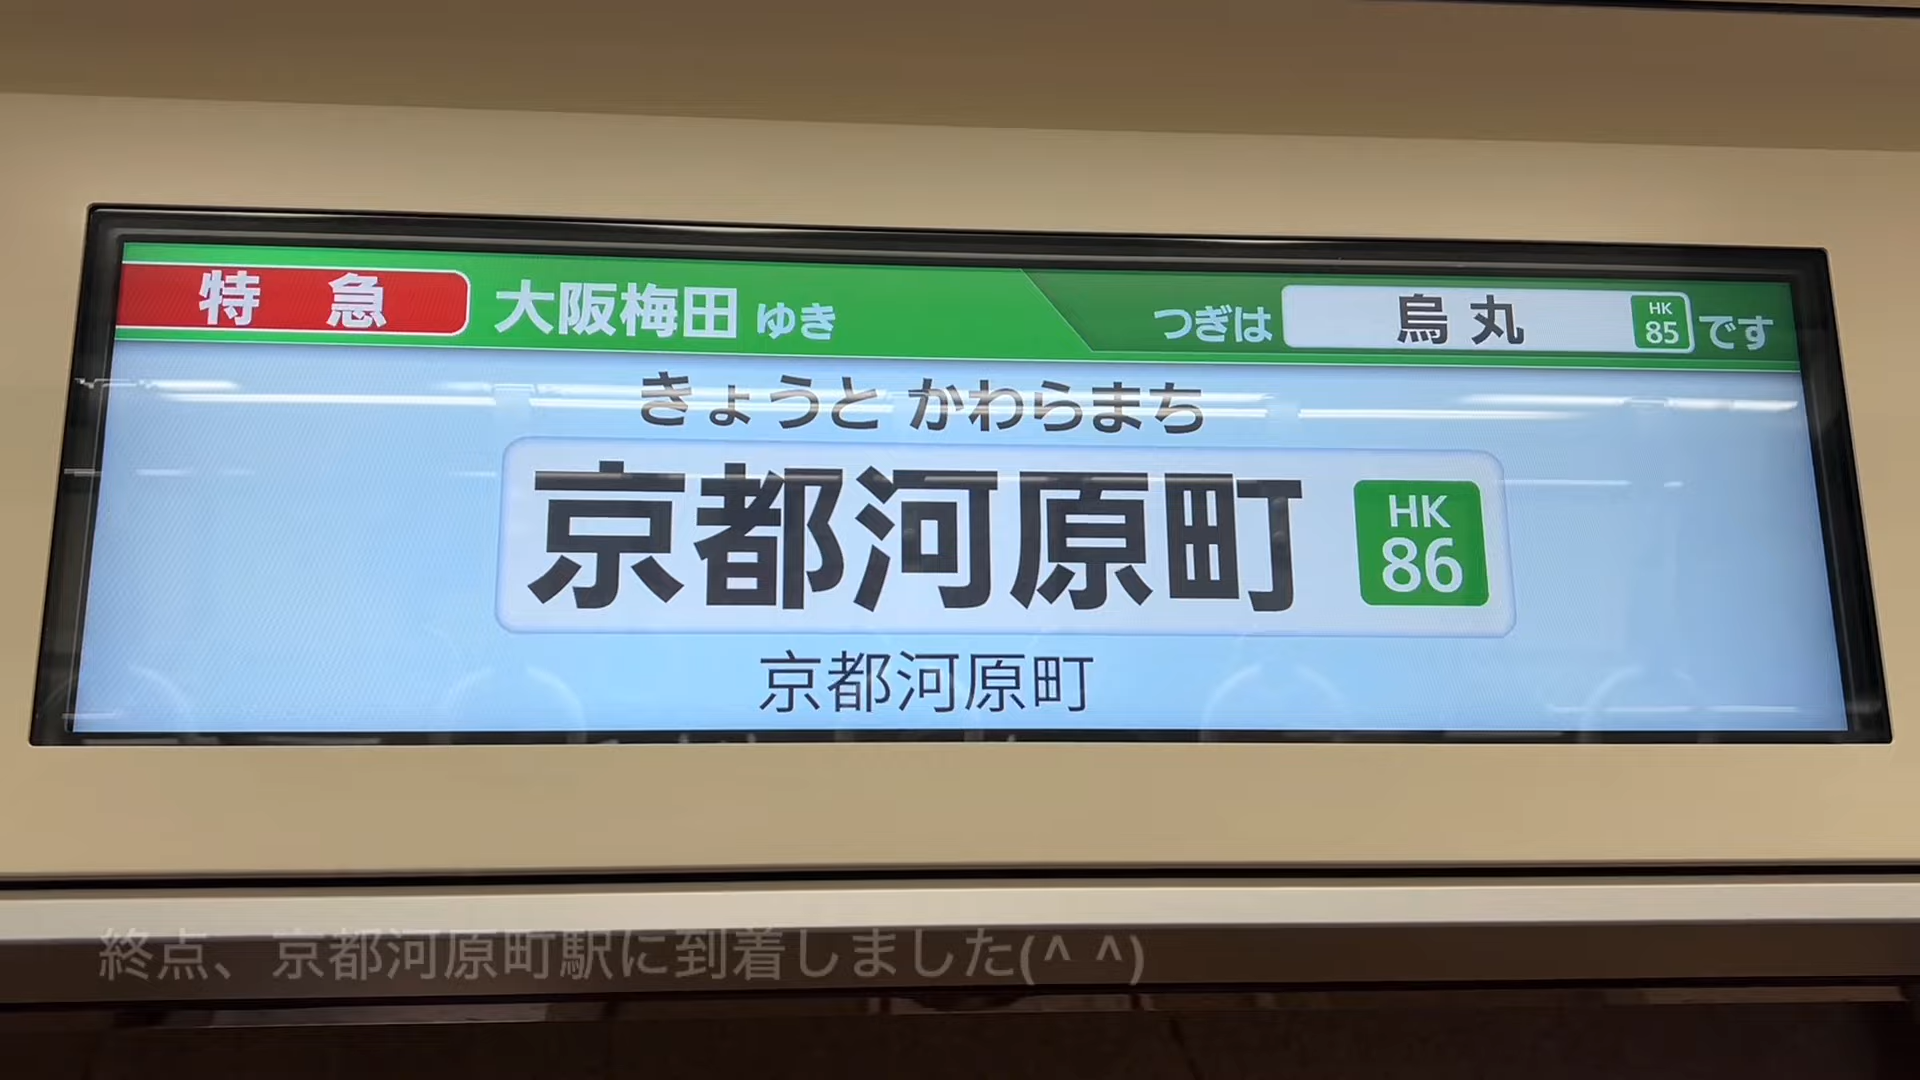 特急 大阪梅田 ゆき つぎは 烏丸 HK 85 です
きょうと かわらまち
京都河原町 HK 86
京都河原町
終点、京都河原町駅に到着しました(^ ^)